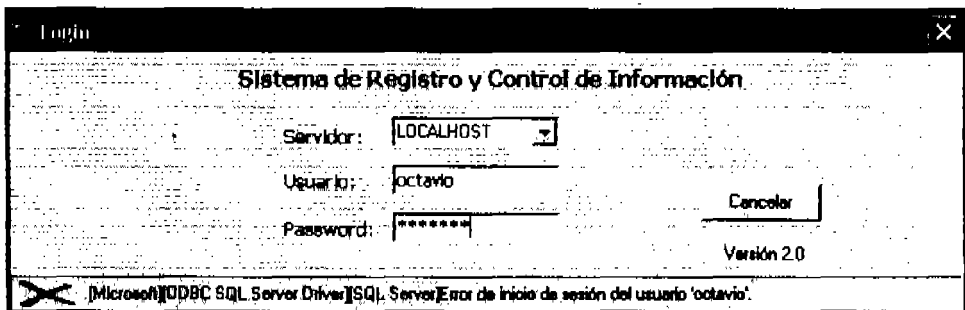 Login
Sistema de Registro y Control de Información
Servidor: LOCALHOST
Usuario: octavio
Password: *******
Cancelar
Versión 2.0
[Microsoft][ODBC SQL Server Driver][SQL Server]Error de inicio de sesión del usuario 'octavio'.